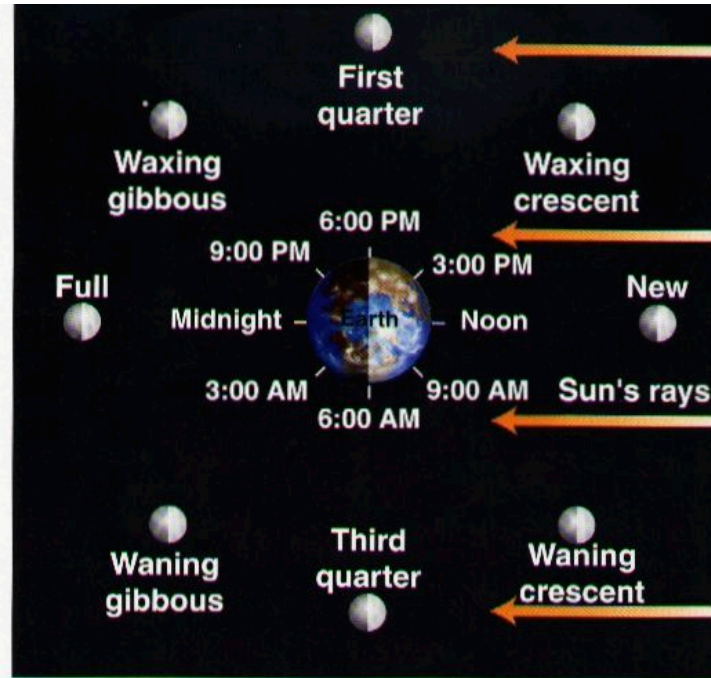 First
quarter
Waxing
gibbous
Waxing
crescent
6:00 PM
9:00 PM
3:00 PM
Full
New
Midnight
Earth
Noon
3:00 AM
9:00 AM
Sun's rays
6:00 AM
Third
quarter
Waning
gibbous
Waning
crescent